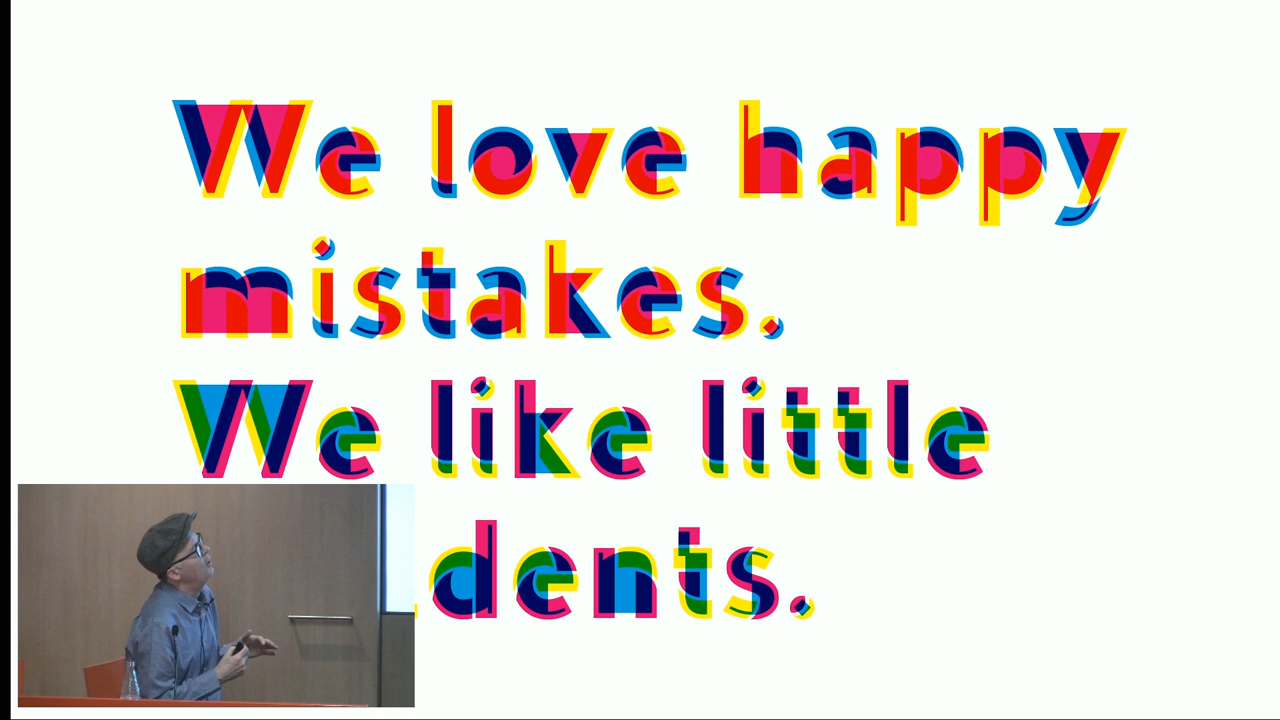 We love happy
mistakes.
We like little
dents.